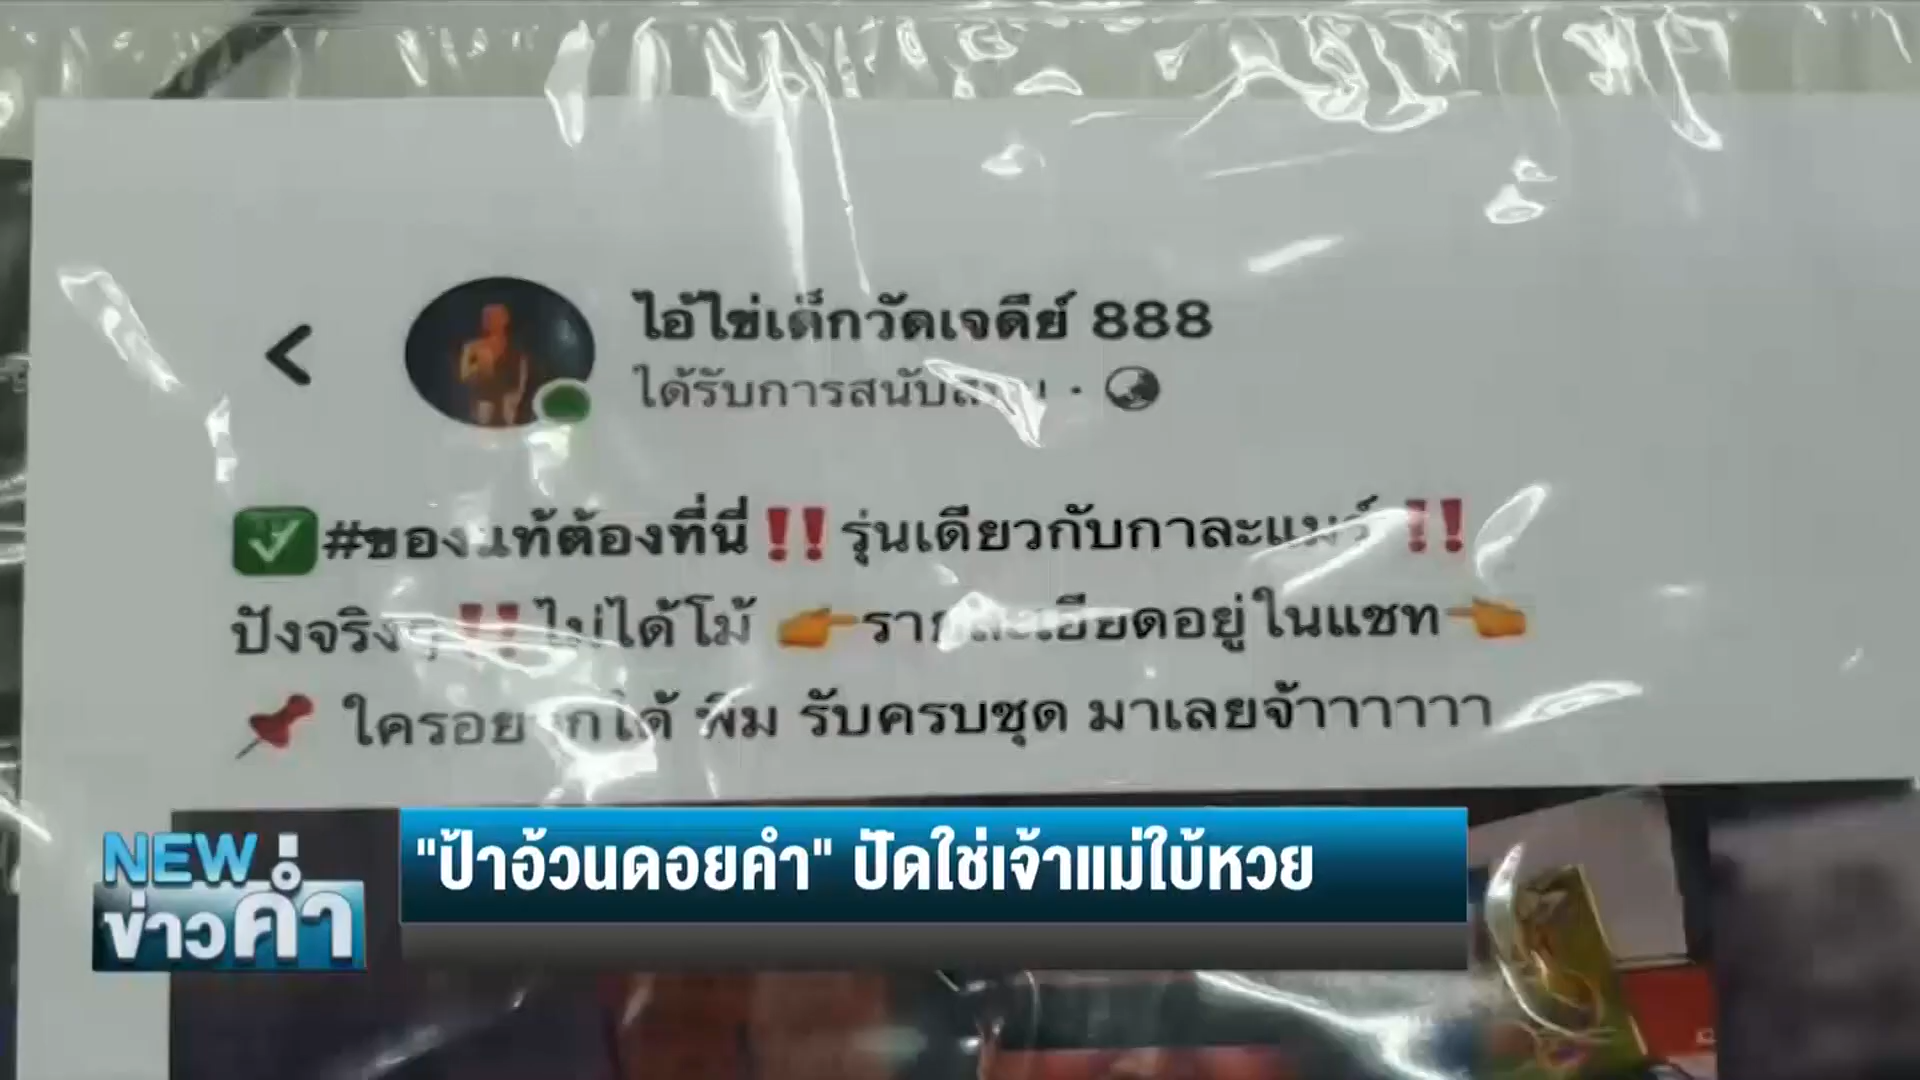 ไอ้ไข่เด็กวัดเจดีย์ 888
ได้รับการสนับสนุน ·
#ของแท้ต้องที่นี่‼️รุ่นเดียวกับกาละแมร์ ‼️
ปังจริงๆ‼️ไม่ได้โม้ 👉รายละเอียดอยู่ในแชท👈
📌 ใครอยากได้ พิม รับครบชุด มาเลยจ้าาาาาาา
"ป้าอ้วนดอยคำ" ปัดใช่เจ้าแม่ใบ้หวย
NEW
ข่าวค่ำ